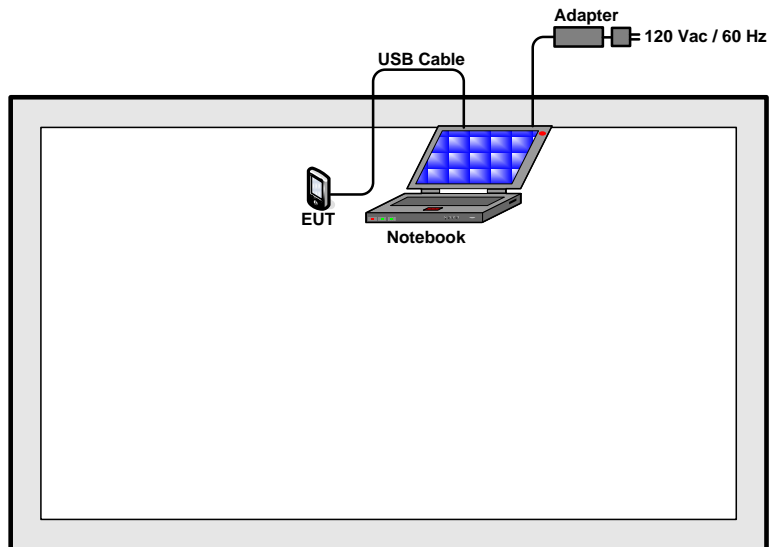 Adapter
120 Vac / 60 Hz
USB Cable
EUT
Notebook